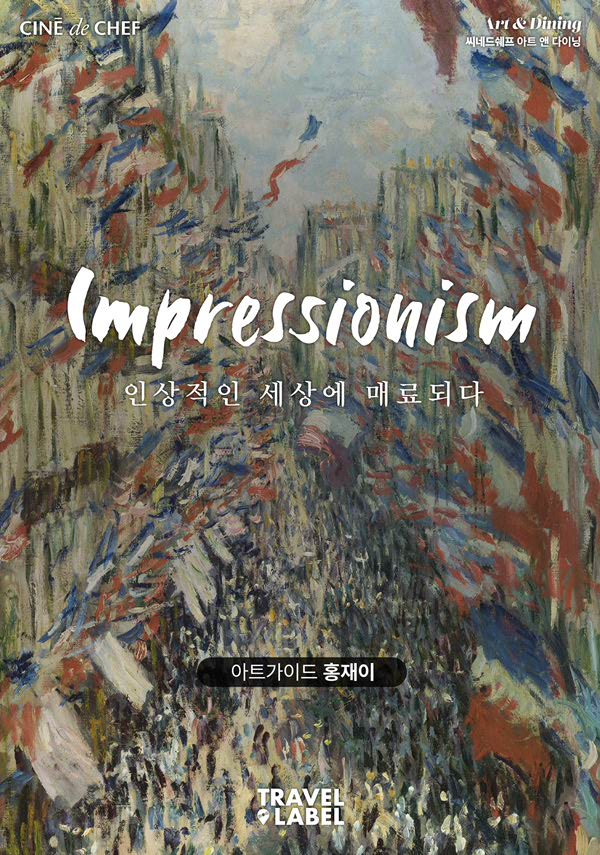 CINĒ de CHEF
Art & Dining
씨네드쉐프 아트 앤 다이닝
Impressionism
인상적인 세상에 매료되다
아트가이드 홍재이
TRAVEL
LABEL